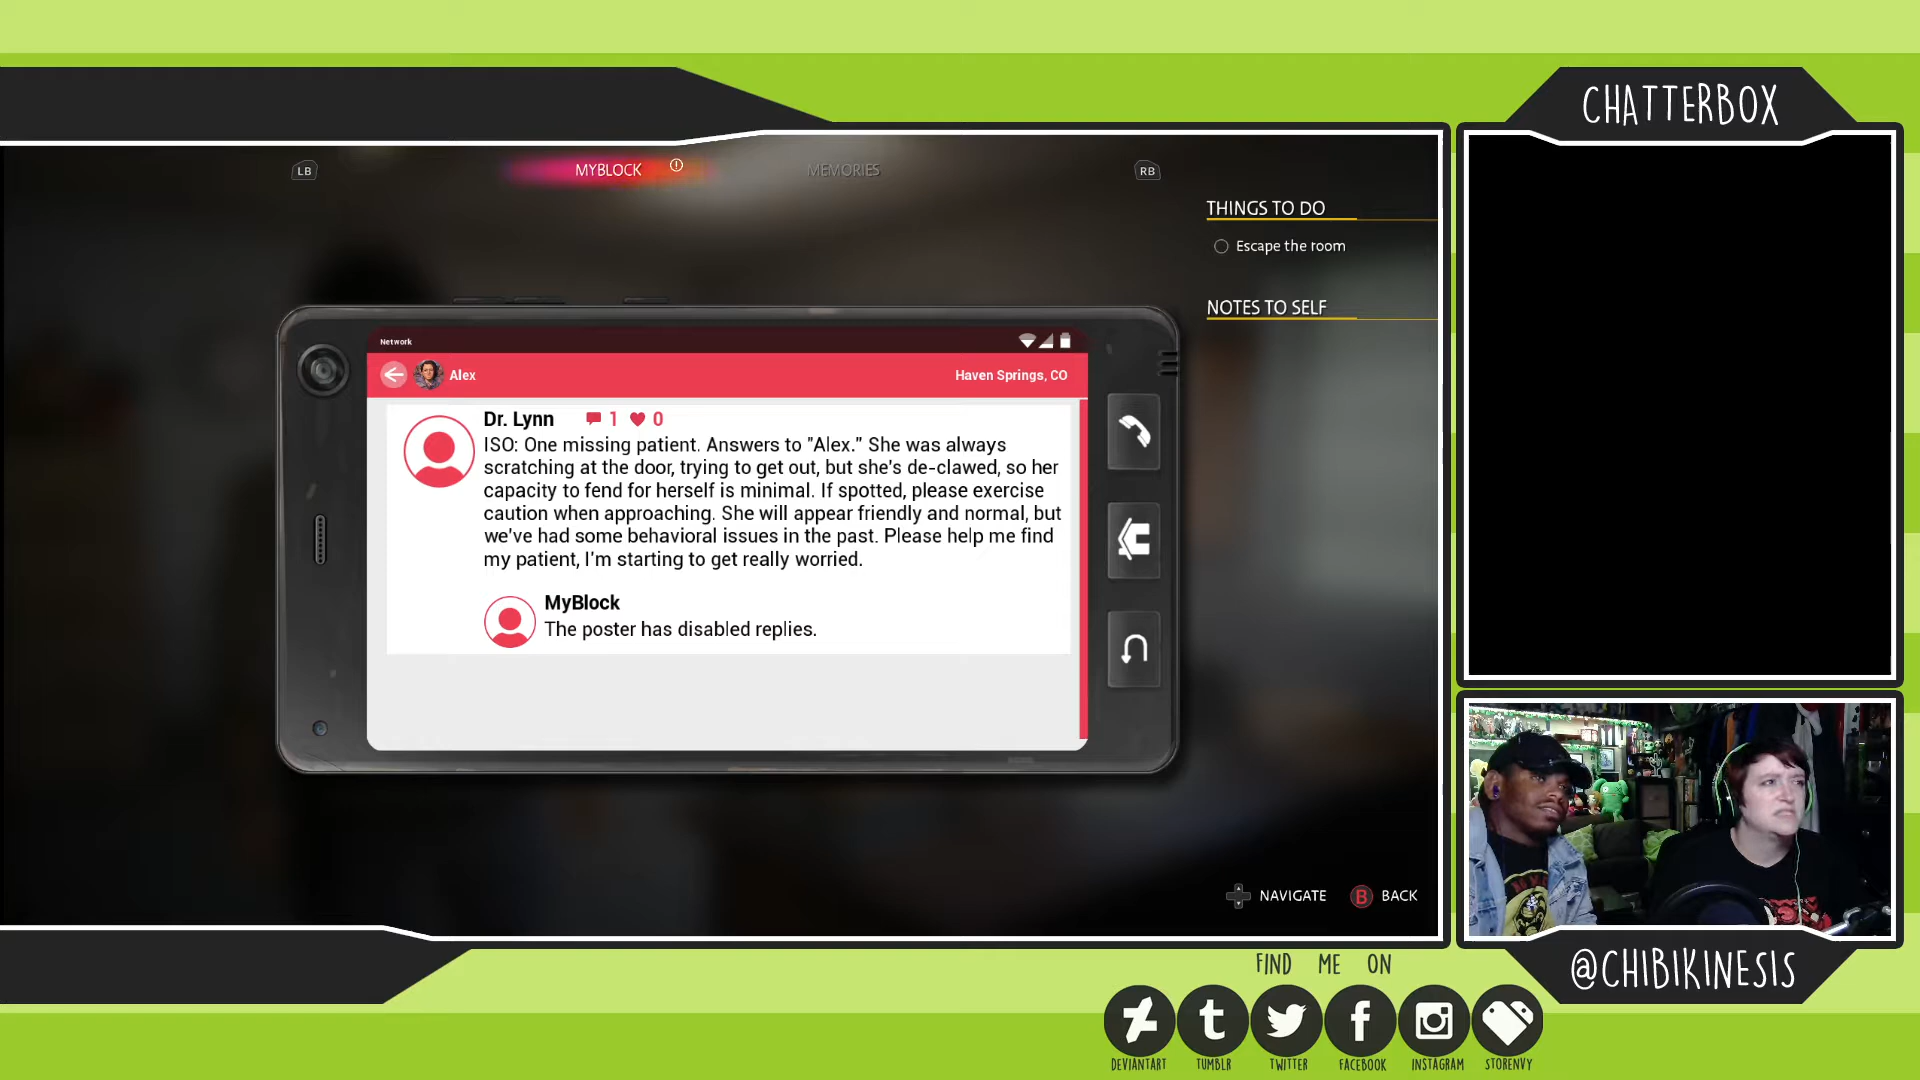 CHATTERBOX
LB
MYBLOCK
MEMORIES
RB
THINGS TO DO
Escape the room
NOTES TO SELF
Network
Alex
Haven Springs, CO
Dr. Lynn 1 0
ISO: One missing patient. Answers to "Alex." She was always
scratching at the door, trying to get out, but she's de-clawed, so her
capacity to fend for herself is minimal. If spotted, please exercise
caution when approaching. She will appear friendly and normal, but
we've had some behavioral issues in the past. Please help me find
my patient, I'm starting to get really worried.
MyBlock
The poster has disabled replies.
NAVIGATE
B BACK
@CHIBIKINESIS
FIND ME ON
DEVIANTART
TUMBLR
TWITTER
FACEBOOK
INSTAGRAM
STORENVY